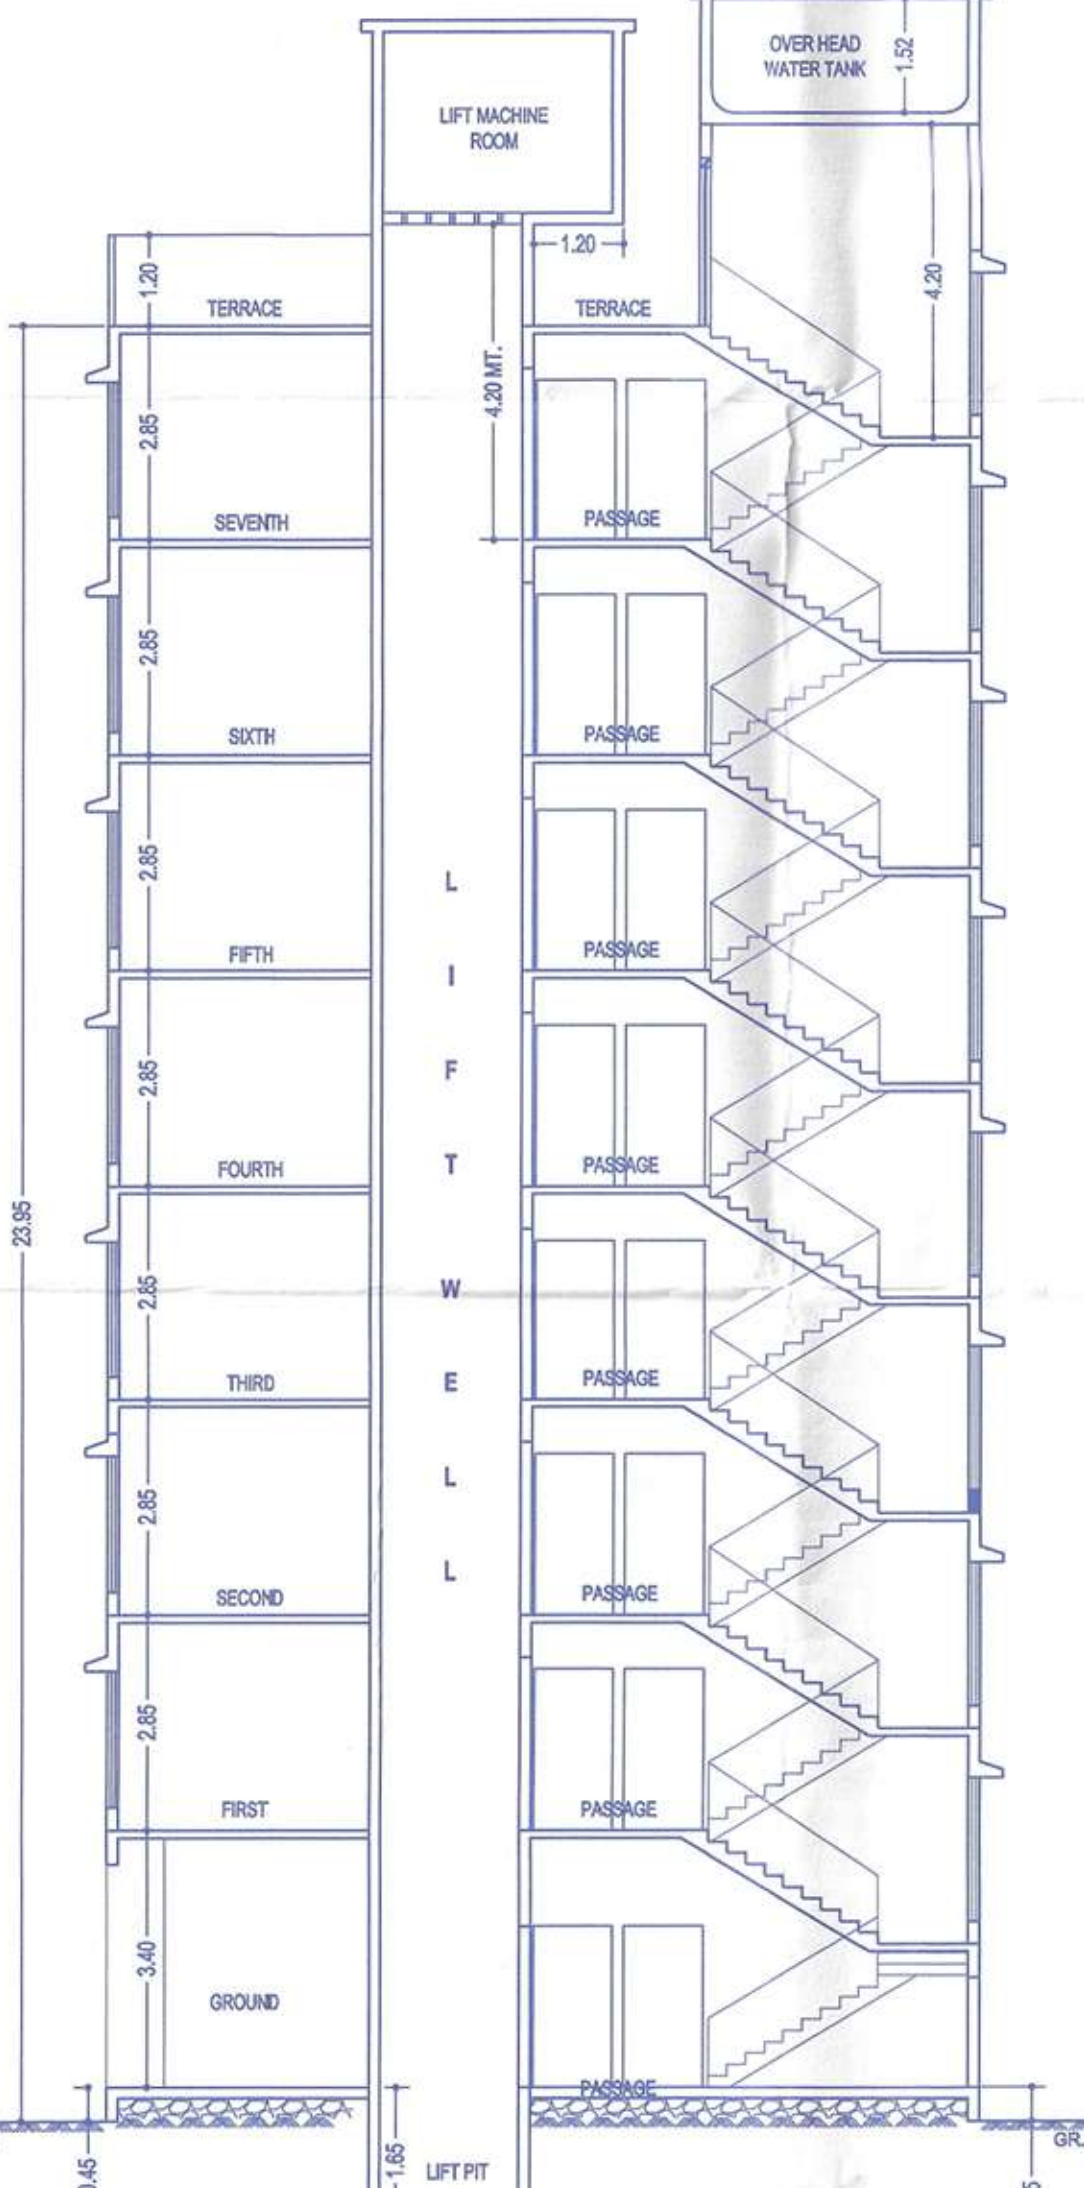 OVER HEAD
WATER TANK
1.52
LIFT MACHINE
ROOM
1.20
1.20
4.20
TERRACE
TERRACE
4.20 MT.
2.85
SEVENTH
PASSAGE
2.85
SIXTH
PASSAGE
2.85
FIFTH
PASSAGE
2.85
FOURTH
PASSAGE
23.95
2.85
THIRD
PASSAGE
2.85
SECOND
PASSAGE
2.85
FIRST
PASSAGE
L
I
F
T
W
E
L
L
3.40
GROUND
PASSAGE
GR.
0.45
1.65
LIFT PIT
5